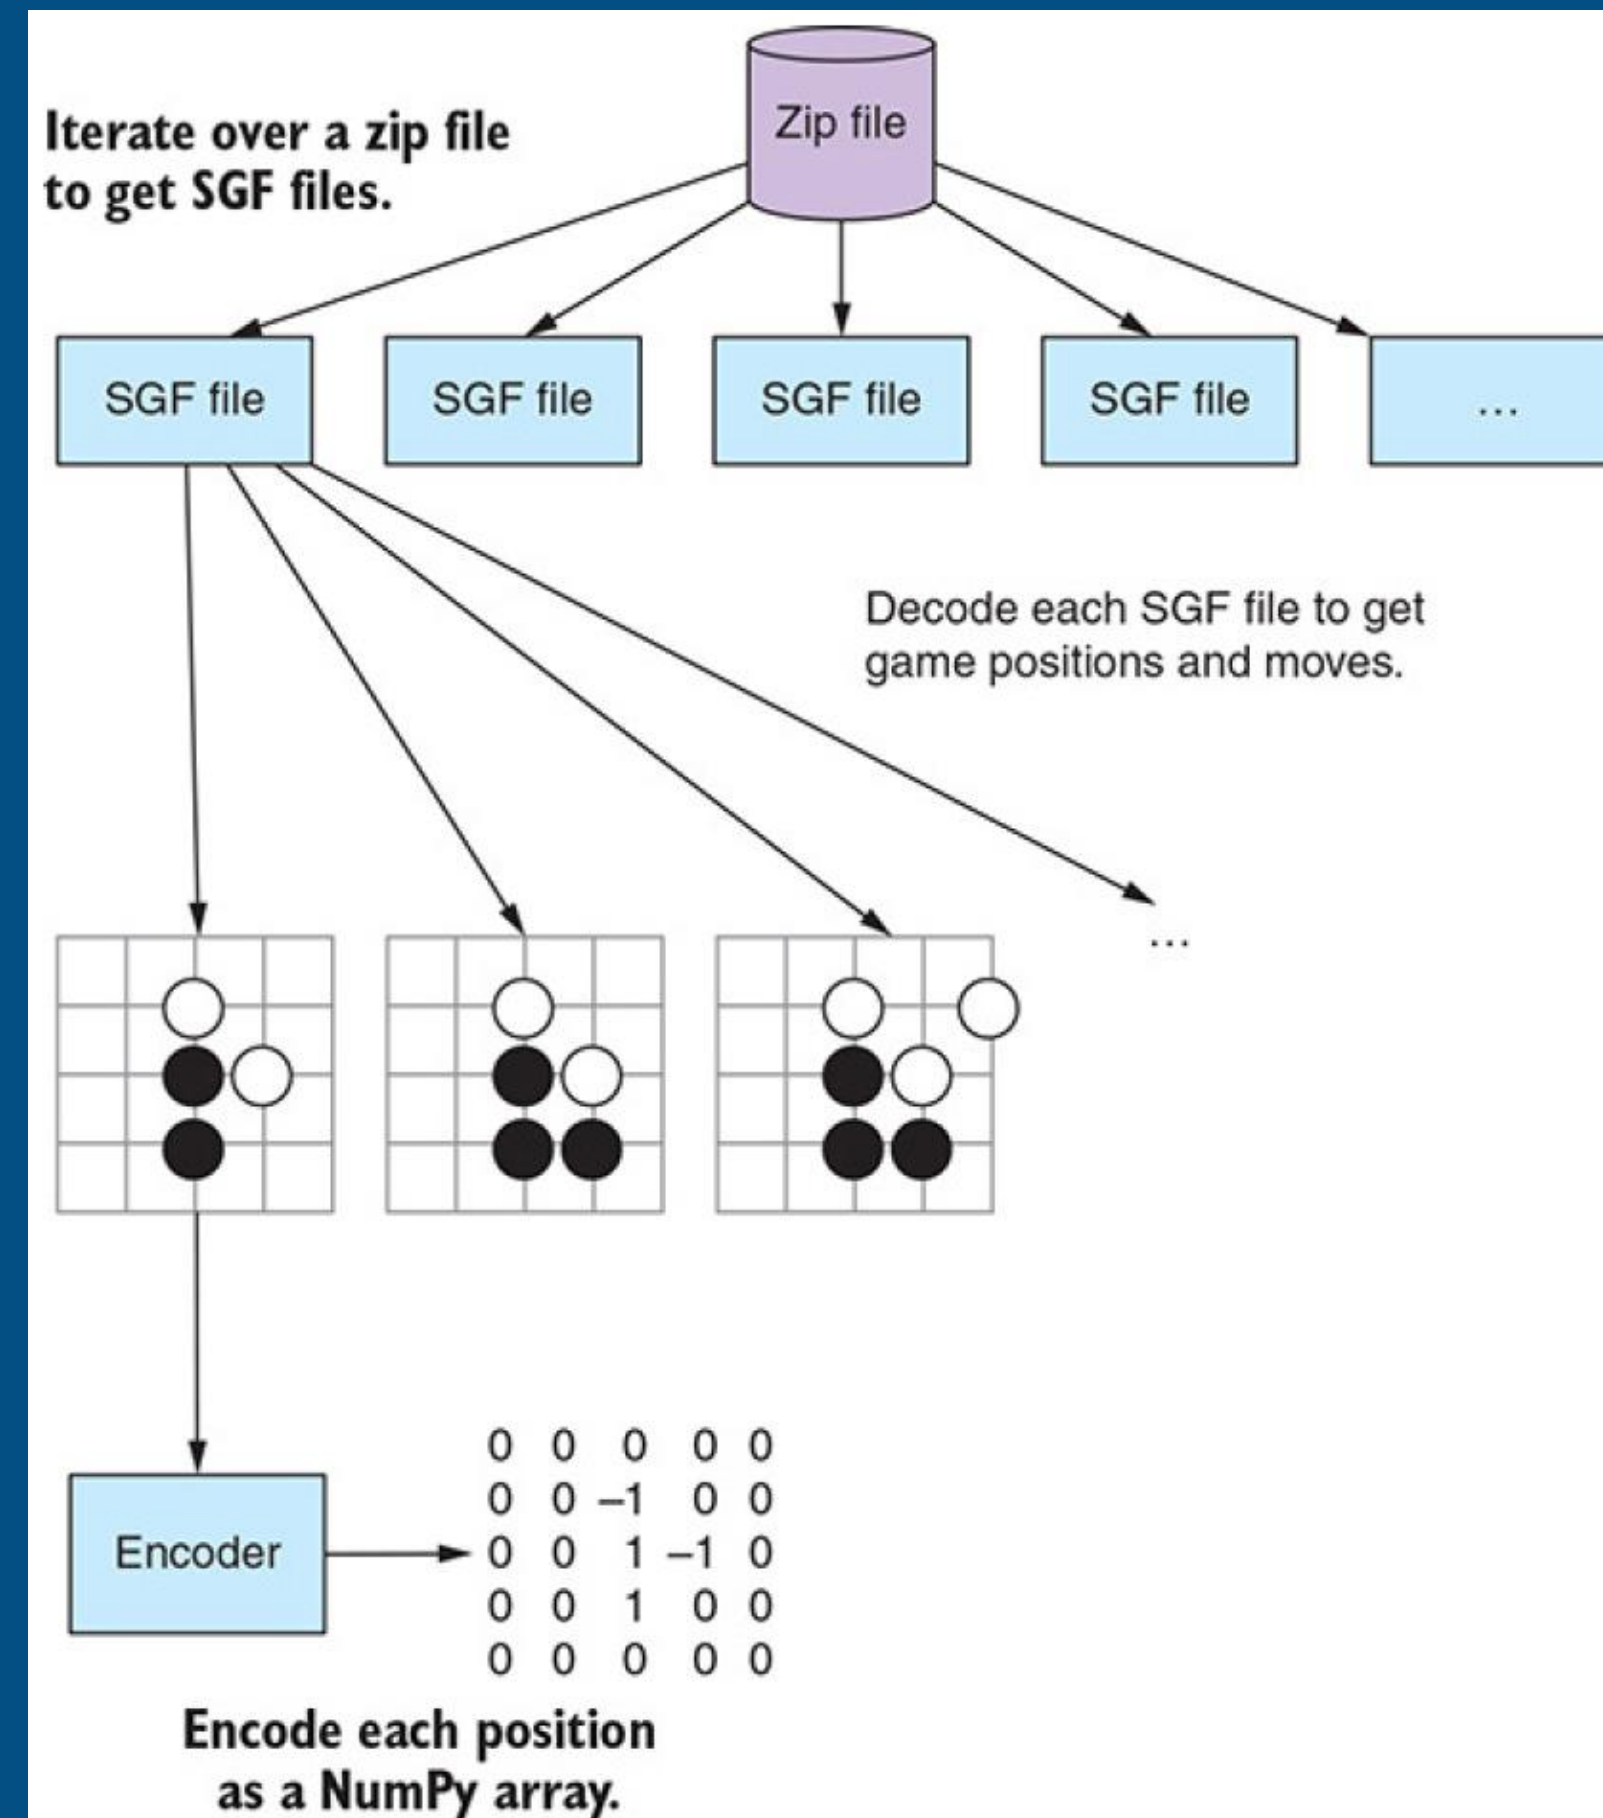 Zip file
Iterate over a zip file
to get SGF files.
SGF file
SGF file
SGF file
SGF file
...
Decode each SGF file to get
game positions and moves.
...
0 0 0 0 0
0 0 –1 0 0
Encoder
0 0 1 –1 0
0 0 1 0 0
0 0 0 0 0
Encode each position
as a NumPy array.